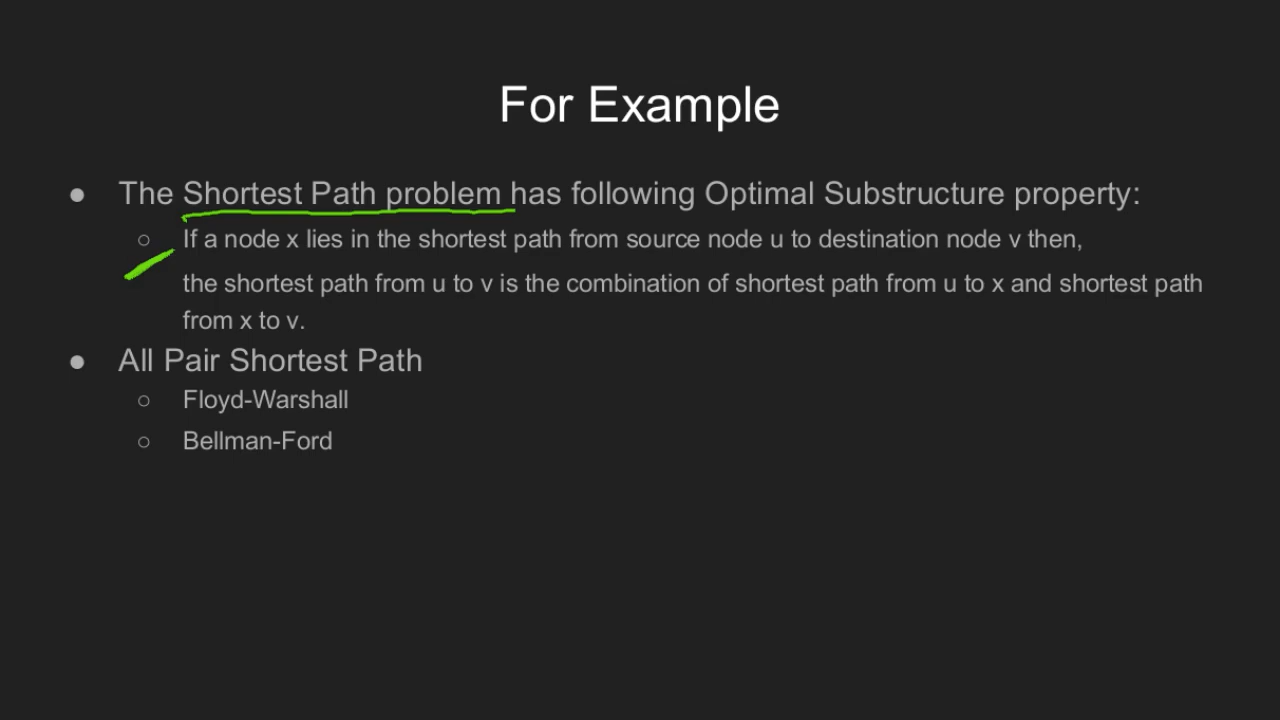 For Example
● The Shortest Path problem has following Optimal Substructure property:
○ If a node x lies in the shortest path from source node u to destination node v then,
the shortest path from u to v is the combination of shortest path from u to x and shortest path
from x to v.
● All Pair Shortest Path
○ Floyd-Warshall
○ Bellman-Ford